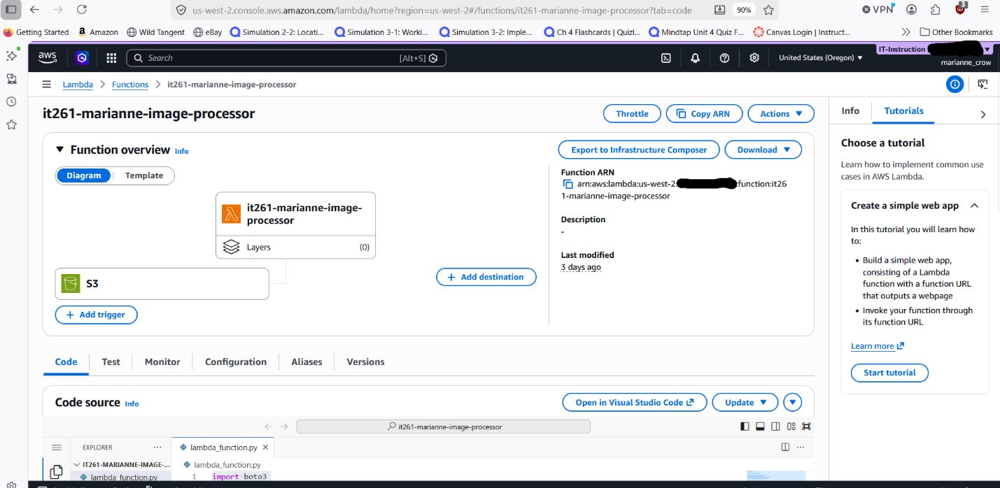 us-west-2.console.aws.amazon.com/lambda/home?region=us-west-2#/functions/it261-marianne-image-processor?tab=code
90%
VPN
3
Getting Started
Amazon
Wild Tangent
eBay
Simulation 2-2: Locati...
Simulation 3-1: Worki...
Simulation 3-2: Imple...
Ch 4 Flashcards | Quizl...
Mindtap Unit 4 Quiz F...
Canvas Login | Instruct...
Other Bookmarks
aws
Search
[Alt+S]
United States (Oregon)
IT-Instruction
marianne_crow
Lambda
Functions
it261-marianne-image-processor
it261-marianne-image-processor
Throttle
Copy ARN
Actions
Function overview Info
Export to Infrastructure Composer
Download
Diagram
Template
it261-marianne-image-
processor
Layers
(0)
S3
Add trigger
Add destination
Function ARN
arn:aws:lambda:us-west-2:
:function:it26
1-marianne-image-processor
Description
-
Last modified
3 days ago
Code
Test
Monitor
Configuration
Aliases
Versions
Code source Info
Open in Visual Studio Code
Update
it261-marianne-image-processor
EXPLORER
lambda_function.py
IT261-MARIANNE-IMAGE-...
lambda_function.py
lambda_function.py
1 import boto3
Info
Tutorials
Choose a tutorial
Learn how to implement common use
cases in AWS Lambda.
Create a simple web app
In this tutorial you will learn how
to:
• Build a simple web app,
consisting of a Lambda
function with a function URL
that outputs a webpage
• Invoke your function through
its function URL
Learn more
Start tutorial